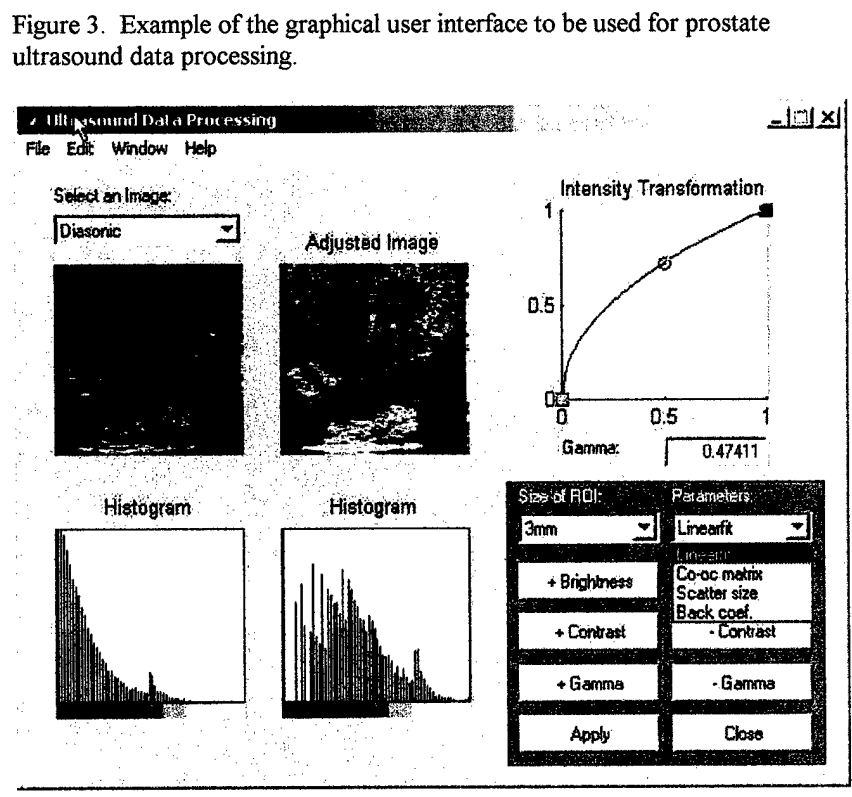 Figure 3. Example of the graphical user interface to be used for prostate
ultrasound data processing.
Ultrasound Data Processing
File Edit Window Help
Select an Image:
Diasonic
Adjusted Image
Intensity Transformation
1
0.5
0
0 0.5 1
Gamma: 0.47411
Histogram
Histogram
Size of ROI: Parameters
3mm Linearfit
Linearfit
Co-oc matrix
Scatter size
Back coef.
+ Brightness
+ Contrast - Contrast
+ Gamma - Gamma
Apply Close